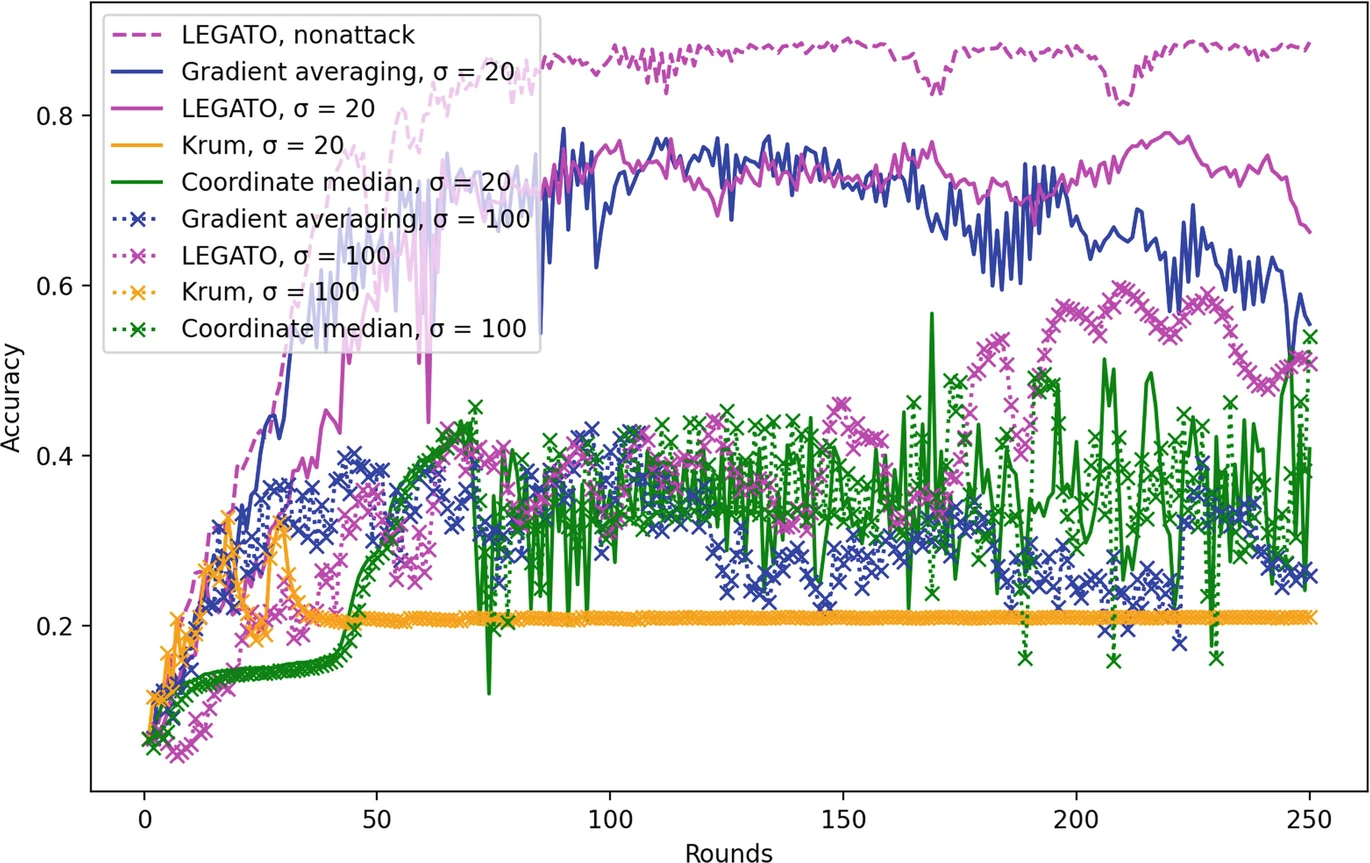 LEGATO, nonattack
Gradient averaging, σ = 20
LEGATO, σ = 20
Krum, σ = 20
Coordinate median, σ = 20
Gradient averaging, σ = 100
LEGATO, σ = 100
Krum, σ = 100
Coordinate median, σ = 100
0.8
0.6
0.4
0.2
Accuracy
0 50 100 150 200 250
Rounds